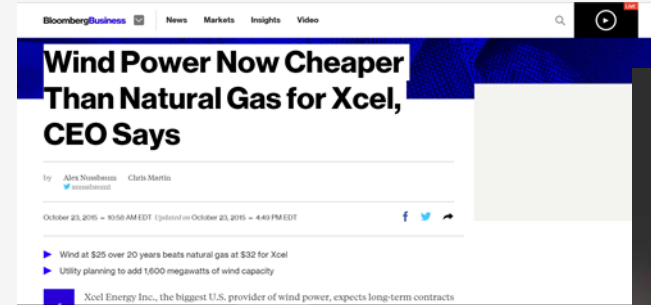 BloombergBusiness News Markets Insights Video LIVE
Wind Power Now Cheaper
Than Natural Gas for Xcel,
CEO Says
by Alex Nussbaum Chris Martin
anussbaum1
October 23, 2015 — 10:58 AM EDT Updated on October 23, 2015 — 4:49 PM EDT
Wind at $25 over 20 years beats natural gas at $32 for Xcel
Utility planning to add 1,600 megawatts of wind capacity
Xcel Energy Inc., the biggest U.S. provider of wind power, expects long-term contracts